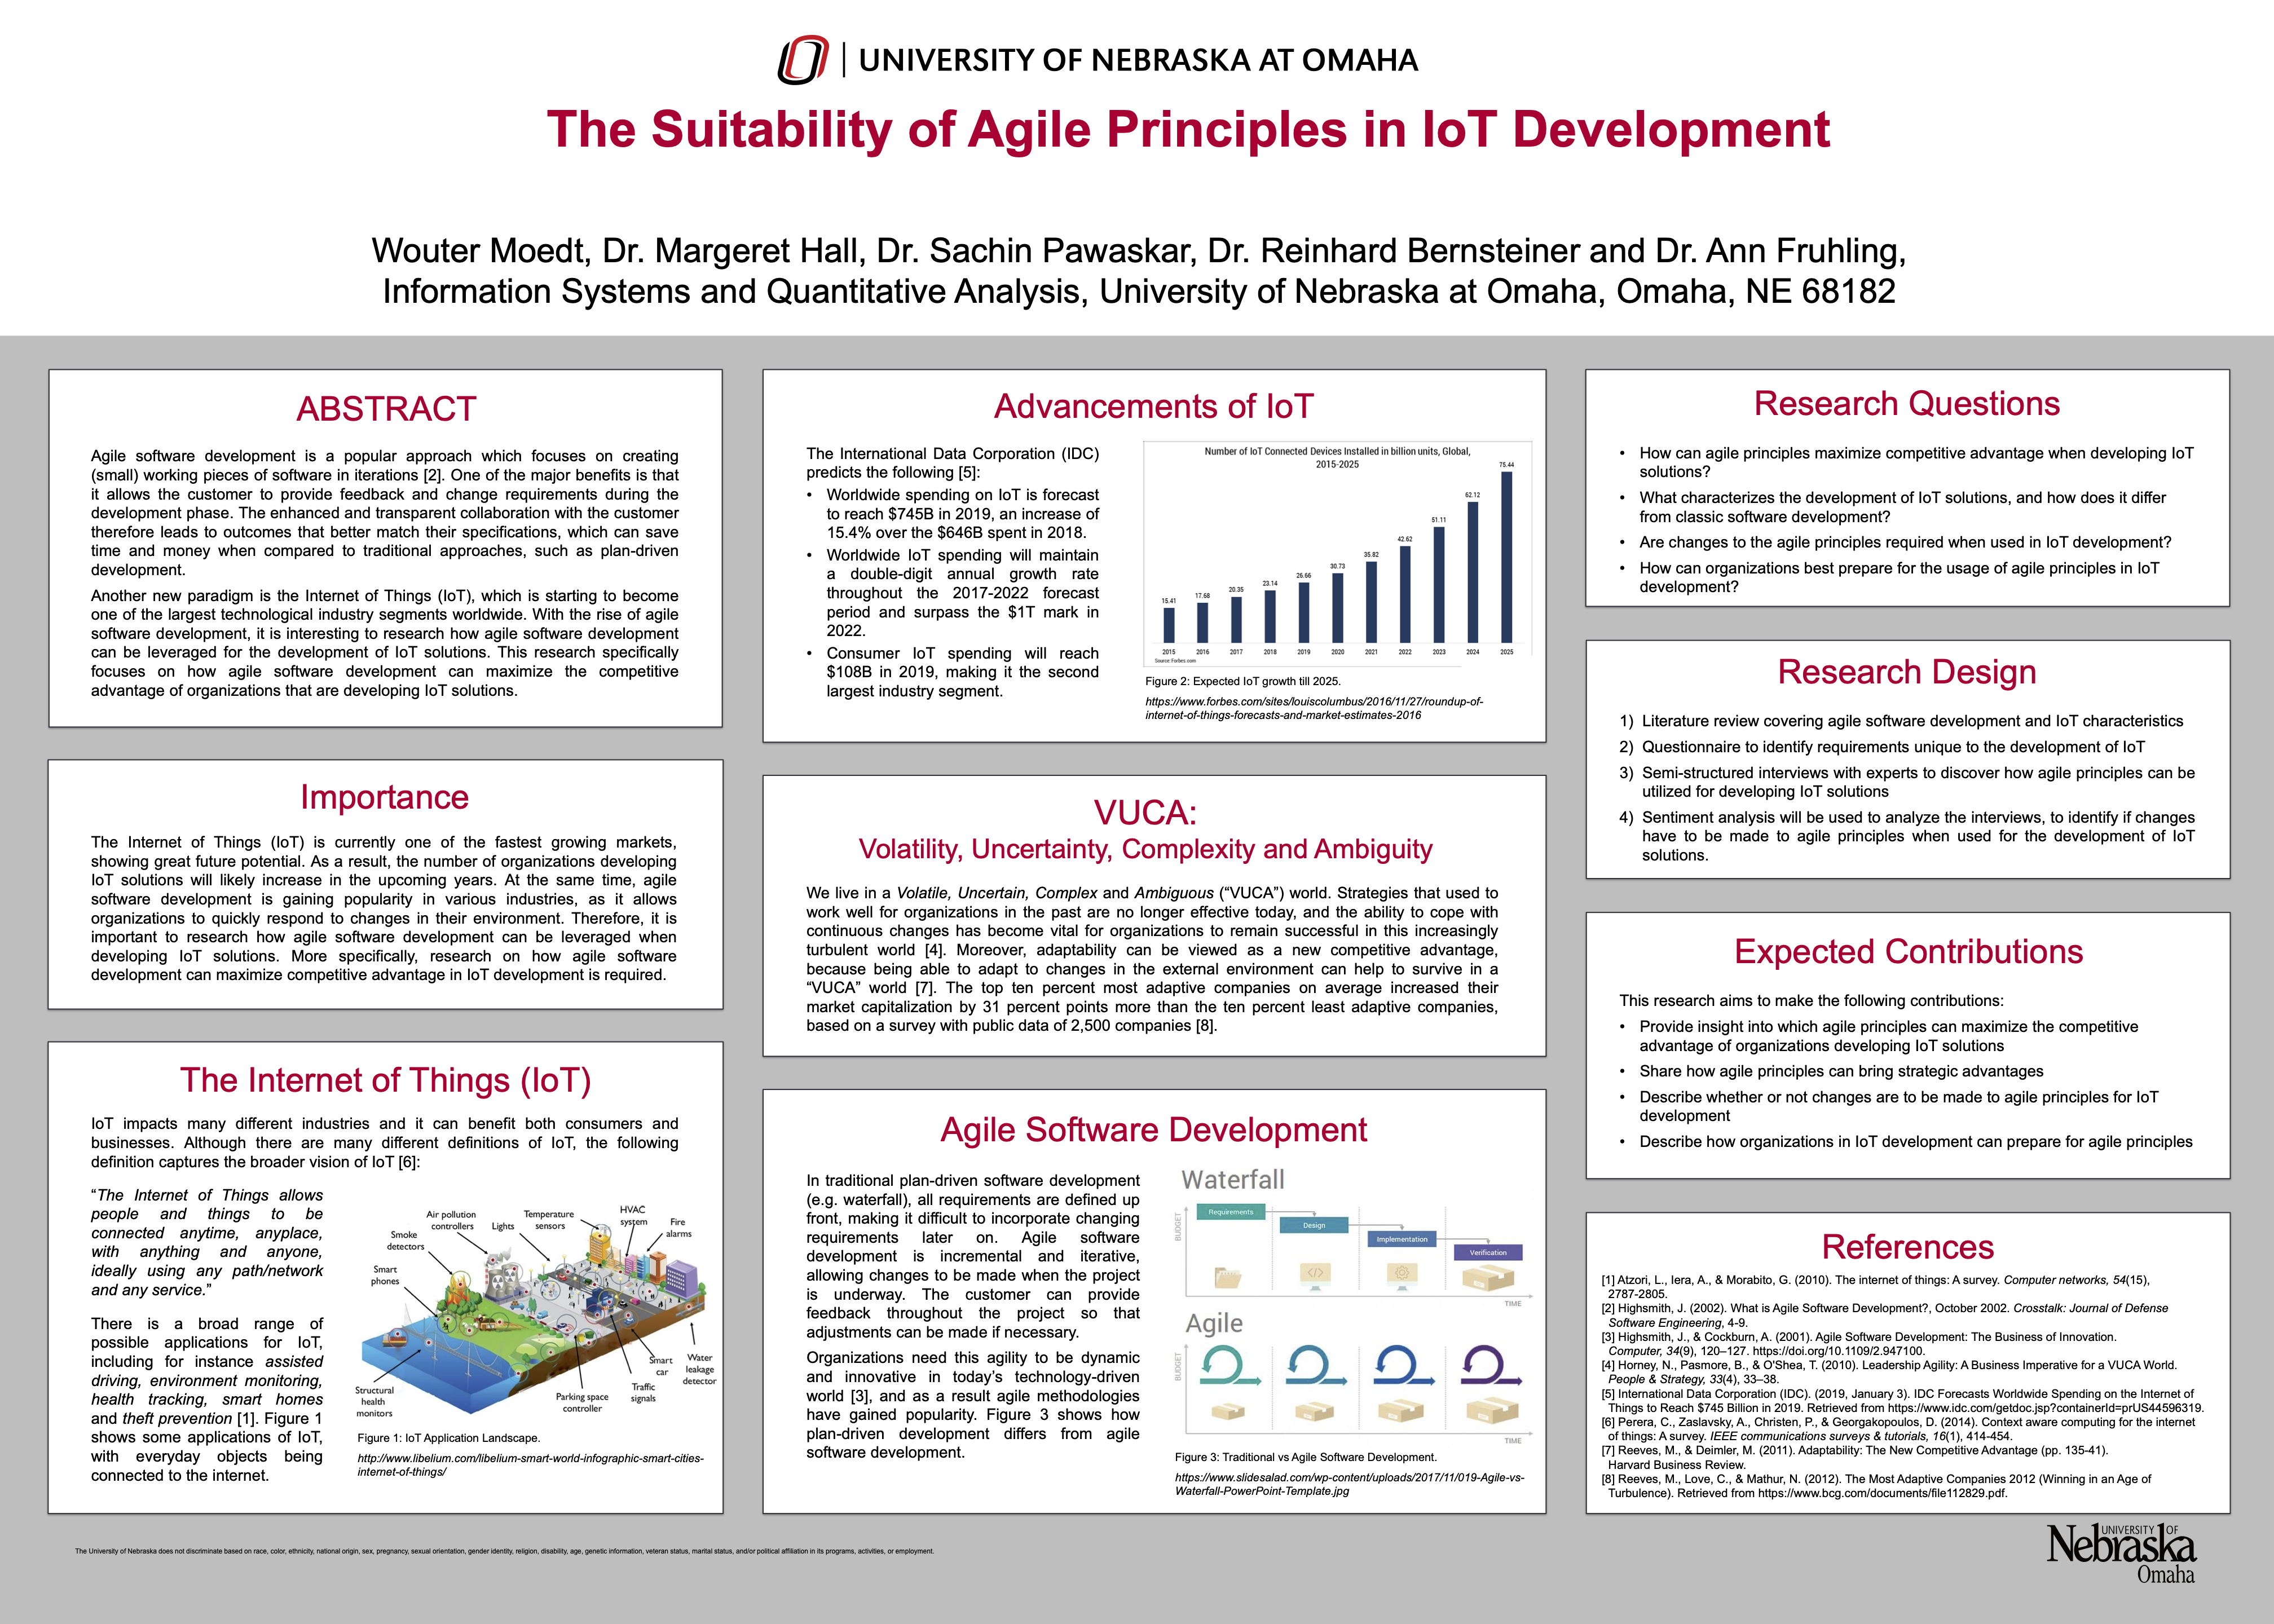 UNIVERSITY OF NEBRASKA AT OMAHA
The Suitability of Agile Principles in IoT Development
Wouter Moedt, Dr. Margeret Hall, Dr. Sachin Pawaskar, Dr. Reinhard Bernsteiner and Dr. Ann Fruhling,
Information Systems and Quantitative Analysis, University of Nebraska at Omaha, Omaha, NE 68182
ABSTRACT
Agile software development is a popular approach which focuses on creating
(small) working pieces of software in iterations [2]. One of the major benefits is that
it allows the customer to provide feedback and change requirements during the
development phase. The enhanced and transparent collaboration with the customer
therefore leads to outcomes that better match their specifications, which can save
time and money when compared to traditional approaches, such as plan-driven
development.
Another new paradigm is the Internet of Things (IoT), which is starting to become
one of the largest technological industry segments worldwide. With the rise of agile
software development, it is interesting to research how agile software development
can be leveraged for the development of IoT solutions. This research specifically
focuses on how agile software development can maximize the competitive
advantage of organizations that are developing IoT solutions.
Importance
The Internet of Things (IoT) is currently one of the fastest growing markets,
showing great future potential. As a result, the number of organizations developing
IoT solutions will likely increase in the upcoming years. At the same time, agile
software development is gaining popularity in various industries, as it allows
organizations to quickly respond to changes in their environment. Therefore, it is
important to research how agile software development can be leveraged when
developing IoT solutions. More specifically, research on how agile software
development can maximize competitive advantage in IoT development is required.
The Internet of Things (IoT)
IoT impacts many different industries and it can benefit both consumers and
businesses. Although there are many different definitions of IoT, the following
definition captures the broader vision of IoT [6]:
“The Internet of Things allows
people and things to be
connected anytime, anyplace,
with anything and anyone,
ideally using any path/network
and any service.”
There is a broad range of
possible applications for IoT,
including for instance assisted
driving, environment monitoring,
health tracking, smart homes
and theft prevention [1]. Figure 1
shows some applications of IoT,
with everyday objects being
connected to the internet.
Smart
phones
Smoke
detectors
Air pollution
controllers
Lights
Temperature
sensors
HVAC
system
Fire
alarms
Structural
health
monitors
Parking space
controller
Traffic
signals
Smart
car
Water
leakage
detector
Figure 1: IoT Application Landscape.
http://www.libelium.com/libelium-smart-world-infographic-smart-cities-
internet-of-things/
Advancements of IoT
The International Data Corporation (IDC)
predicts the following [5]:
• Worldwide spending on IoT is forecast
to reach $745B in 2019, an increase of
15.4% over the $646B spent in 2018.
• Worldwide IoT spending will maintain
a double-digit annual growth rate
throughout the 2017-2022 forecast
period and surpass the $1T mark in
2022.
• Consumer IoT spending will reach
$108B in 2019, making it the second
largest industry segment.
Number of IoT Connected Devices Installed in billion units, Global,
2015-2025
15.41 17.68 20.35 23.14 26.66 30.73 35.82 42.62 51.11 62.12 75.44
2015 2016 2017 2018 2019 2020 2021 2022 2023 2024 2025
Source: Forbes.com
Figure 2: Expected IoT growth till 2025.
https://www.forbes.com/sites/louiscolumbus/2016/11/27/roundup-of-
internet-of-things-forecasts-and-market-estimates-2016
VUCA:
Volatility, Uncertainty, Complexity and Ambiguity
We live in a Volatile, Uncertain, Complex and Ambiguous (“VUCA”) world. Strategies that used to
work well for organizations in the past are no longer effective today, and the ability to cope with
continuous changes has become vital for organizations to remain successful in this increasingly
turbulent world [4]. Moreover, adaptability can be viewed as a new competitive advantage,
because being able to adapt to changes in the external environment can help to survive in a
“VUCA” world [7]. The top ten percent most adaptive companies on average increased their
market capitalization by 31 percent points more than the ten percent least adaptive companies,
based on a survey with public data of 2,500 companies [8].
Agile Software Development
In traditional plan-driven software development
(e.g. waterfall), all requirements are defined up
front, making it difficult to incorporate changing
requirements later on. Agile software
development is incremental and iterative,
allowing changes to be made when the project
is underway. The customer can provide
feedback throughout the project so that
adjustments can be made if necessary.
Organizations need this agility to be dynamic
and innovative in today’s technology-driven
world [3], and as a result agile methodologies
have gained popularity. Figure 3 shows how
plan-driven development differs from agile
software development.
Waterfall
BUDGET
Requirements
Design
Implementation
Verification
TIME
Agile
BUDGET
TIME
Figure 3: Traditional vs Agile Software Development.
https://www.slidesalad.com/wp-content/uploads/2017/11/019-Agile-vs-
Waterfall-PowerPoint-Template.jpg
Research Questions
• How can agile principles maximize competitive advantage when developing IoT
solutions?
• What characterizes the development of IoT solutions, and how does it differ
from classic software development?
• Are changes to the agile principles required when used in IoT development?
• How can organizations best prepare for the usage of agile principles in IoT
development?
Research Design
1) Literature review covering agile software development and IoT characteristics
2) Questionnaire to identify requirements unique to the development of IoT
3) Semi-structured interviews with experts to discover how agile principles can be
utilized for developing IoT solutions
4) Sentiment analysis will be used to analyze the interviews, to identify if changes
have to be made to agile principles when used for the development of IoT
solutions.
Expected Contributions
This research aims to make the following contributions:
• Provide insight into which agile principles can maximize the competitive
advantage of organizations developing IoT solutions
• Share how agile principles can bring strategic advantages
• Describe whether or not changes are to be made to agile principles for IoT
development
• Describe how organizations in IoT development can prepare for agile principles
References
[1] Atzori, L., Iera, A., & Morabito, G. (2010). The internet of things: A survey. Computer networks, 54(15),
2787-2805.
[2] Highsmith, J. (2002). What is Agile Software Development?, October 2002. Crosstalk: Journal of Defense
Software Engineering, 4-9.
[3] Highsmith, J., & Cockburn, A. (2001). Agile Software Development: The Business of Innovation.
Computer, 34(9), 120–127. https://doi.org/10.1109/2.947100.
[4] Horney, N., Pasmore, B., & O'Shea, T. (2010). Leadership Agility: A Business Imperative for a VUCA World.
People & Strategy, 33(4), 33–38.
[5] International Data Corporation (IDC). (2019, January 3). IDC Forecasts Worldwide Spending on the Internet of
Things to Reach $745 Billion in 2019. Retrieved from https://www.idc.com/getdoc.jsp?containerId=prUS44596319.
[6] Perera, C., Zaslavsky, A., Christen, P., & Georgakopoulos, D. (2014). Context aware computing for the internet
of things: A survey. IEEE communications surveys & tutorials, 16(1), 414-454.
[7] Reeves, M., & Deimler, M. (2011). Adaptability: The New Competitive Advantage (pp. 135-41).
Harvard Business Review.
[8] Reeves, M., Love, C., & Mathur, N. (2012). The Most Adaptive Companies 2012 (Winning in an Age of
Turbulence). Retrieved from https://www.bcg.com/documents/file112829.pdf.
The University of Nebraska does not discriminate based on race, color, ethnicity, national origin, sex, pregnancy, sexual orientation, gender identity, religion, disability, age, genetic information, veteran status, marital status, and/or political affiliation in its programs, activities, or employment.
UNIVERSITY OF
Nebraska
Omaha